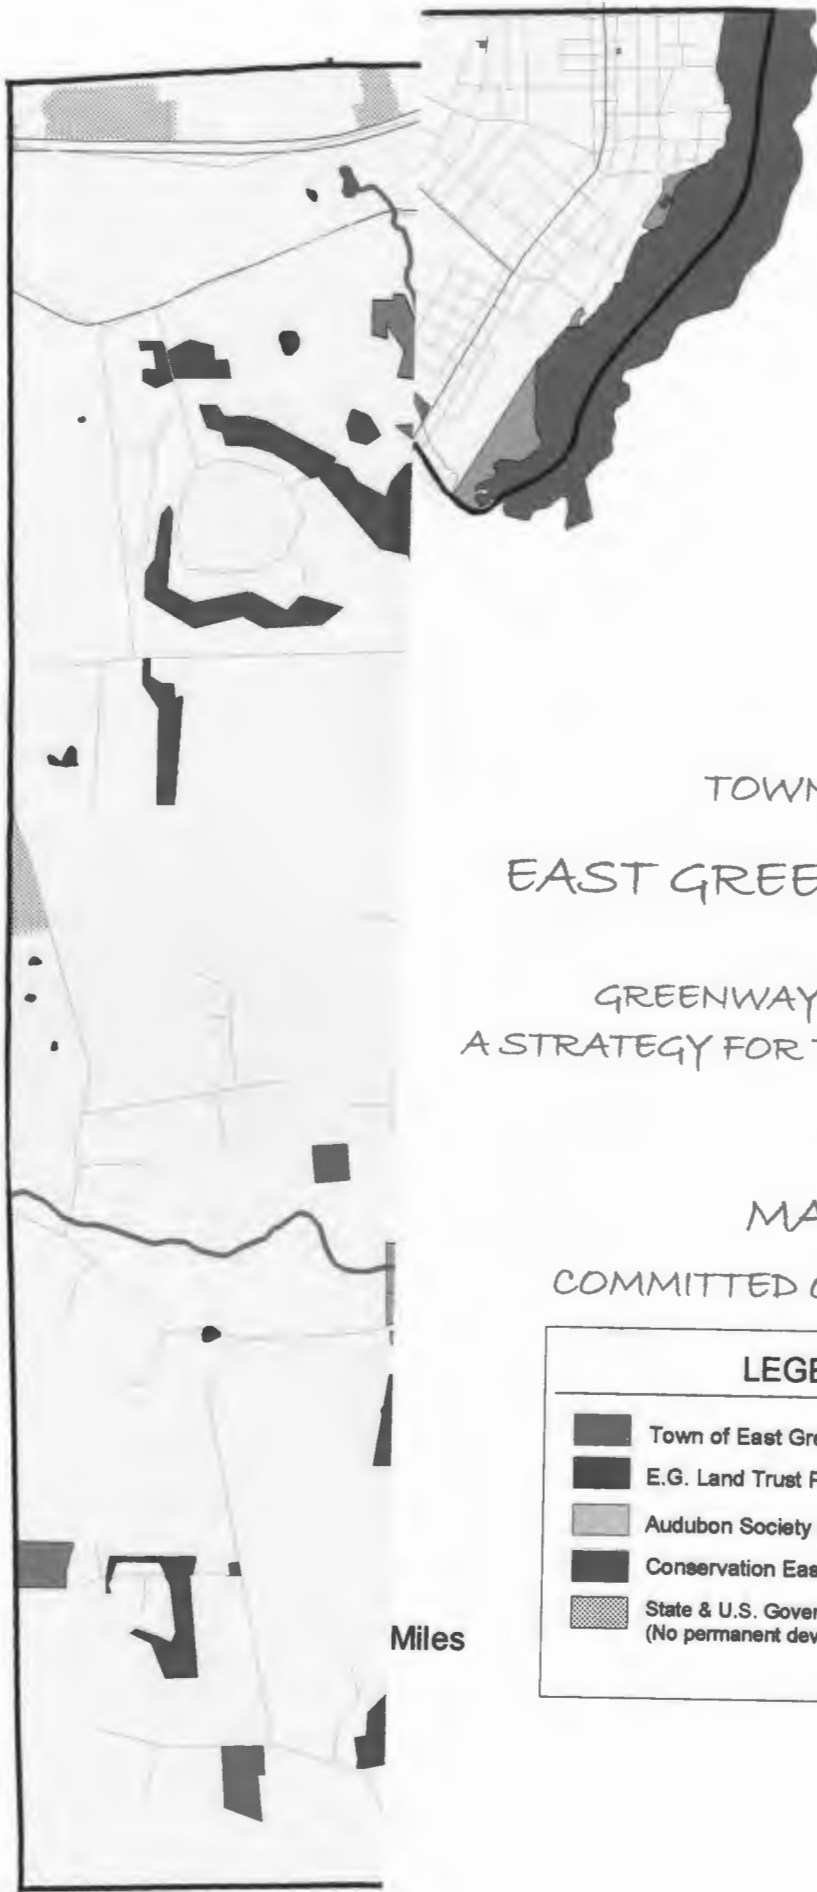 TOWN
EAST GREE
GREENWAY
A STRATEGY FOR
MA
COMMITTED
LEGE
Town of East Gre
E.G. Land Trust
Audubon Society
Conservation Eas
State & U.S. Gover
(No permanent dev
Miles